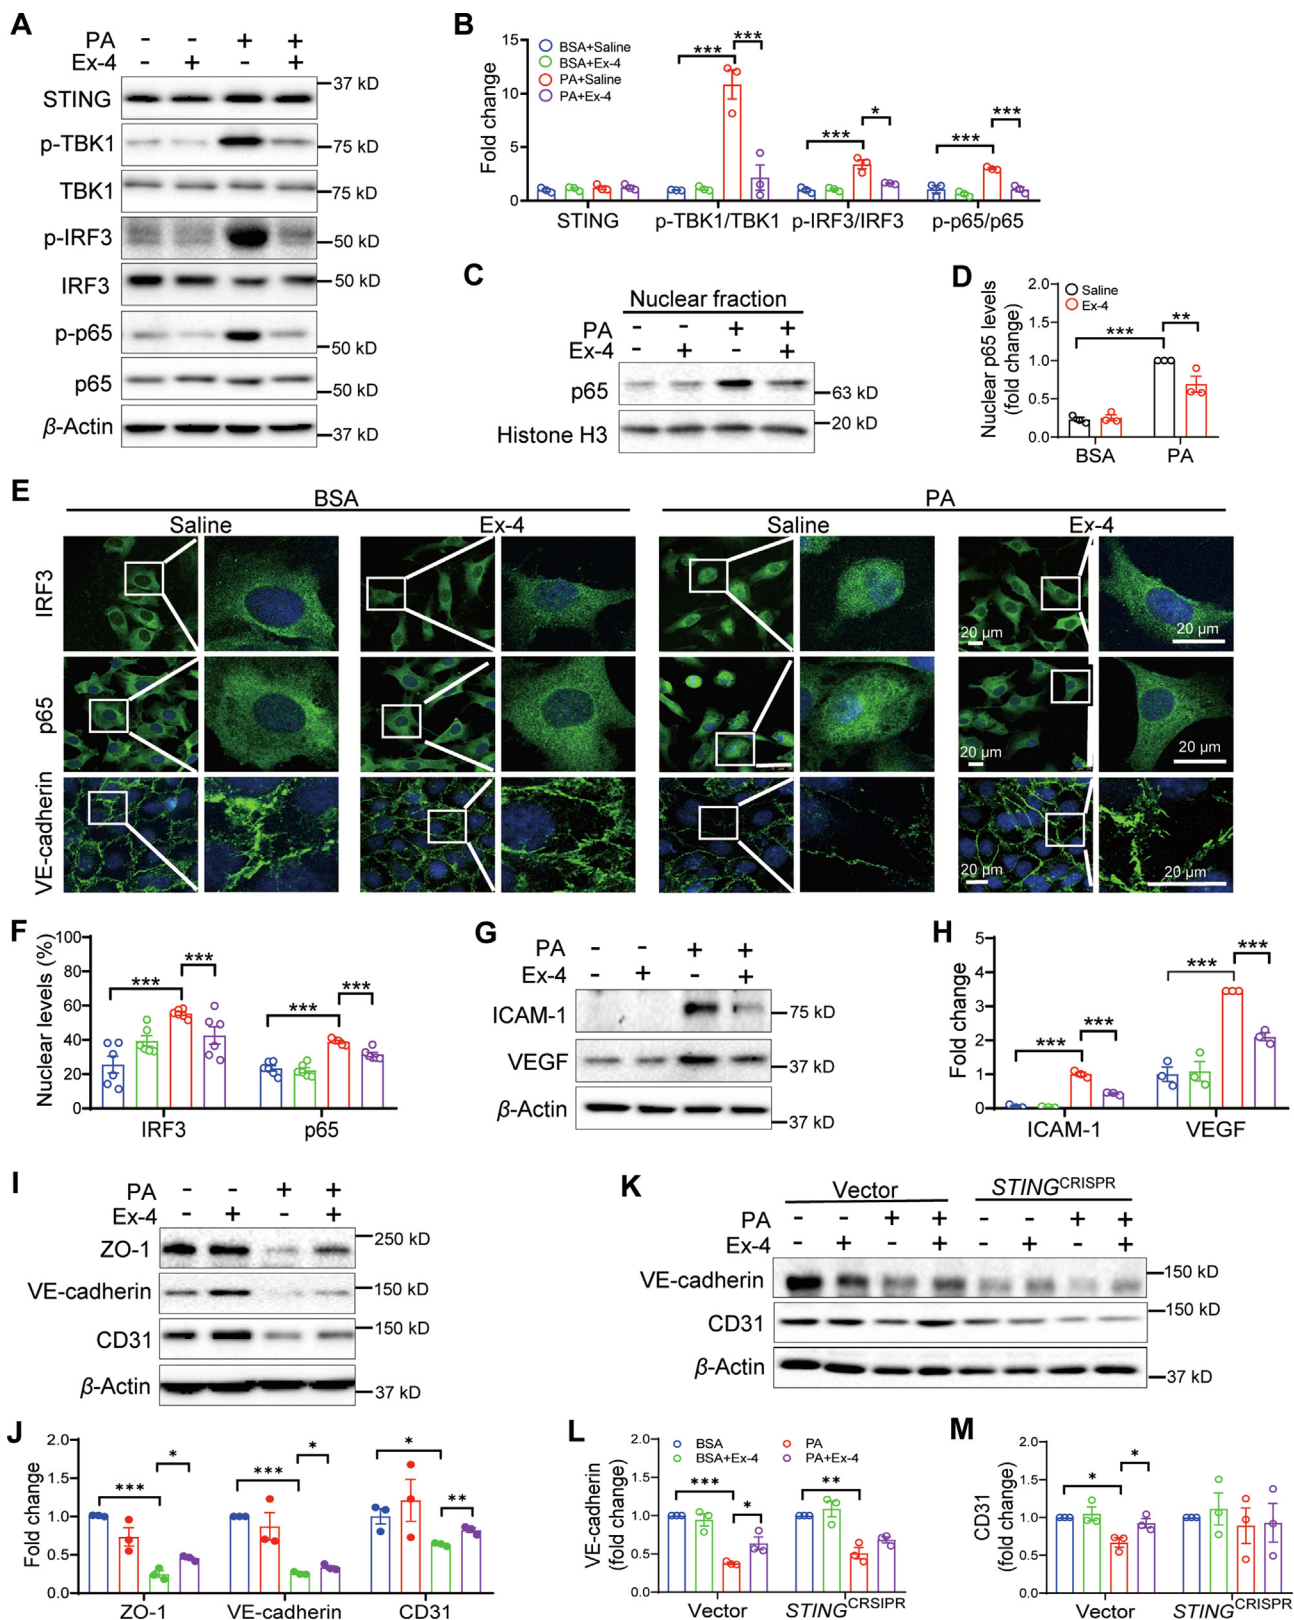 A
PA - - + +
Ex-4 - + - +
STING
37 kD
p-TBK1
75 kD
TBK1
75 kD
p-IRF3
50 kD
IRF3
50 kD
p-p65
50 kD
p65
50 kD
β-Actin
37 kD
B
Fold change
15
10
5
0
BSA+Saline
BSA+Ex-4
PA+Saline
PA+Ex-4
*** ***
*** *
*** ***
STING p-TBK1/TBK1 p-IRF3/IRF3 p-p65/p65
C
Nuclear fraction
PA - - + +
Ex-4 - + - +
p65
63 kD
Histone H3
20 kD
D
Nuclear p65 levels
(fold change)
2.0
1.5
1.0
0.5
0.0
Saline
Ex-4
*** **
BSA PA
E
BSA PA
Saline Ex-4 Saline Ex-4
IRF3
20 μm 20 μm
p65
20 μm 20 μm
VE-cadherin
20 μm 20 μm
F
Nuclear levels (%)
100
80
60
40
20
0
*** ***
*** ***
IRF3 p65
G
PA - - + +
Ex-4 - + - +
ICAM-1
75 kD
VEGF
37 kD
β-Actin
37 kD
H
Fold change
5
4
3
2
1
0
*** ***
*** ***
ICAM-1 VEGF
I
PA - - + +
Ex-4 - + - +
ZO-1
250 kD
VE-cadherin
150 kD
CD31
150 kD
β-Actin
37 kD
K
Vector STING^CRISPR
PA - - + + - - + +
Ex-4 - + - + - + - +
VE-cadherin
150 kD
CD31
150 kD
β-Actin
37 kD
J
Fold change
2.0
1.5
1.0
0.5
0.0
*** *
*** *
* **
ZO-1 VE-cadherin CD31
L
VE-cadherin
(fold change)
2.0
1.5
1.0
0.5
0.0
BSA PA
BSA+Ex-4 PA+Ex-4
*** *
**
Vector STING^CRSIPR
M
CD31
(fold change)
2.0
1.5
1.0
0.5
0.0
* *
Vector STING^CRISPR